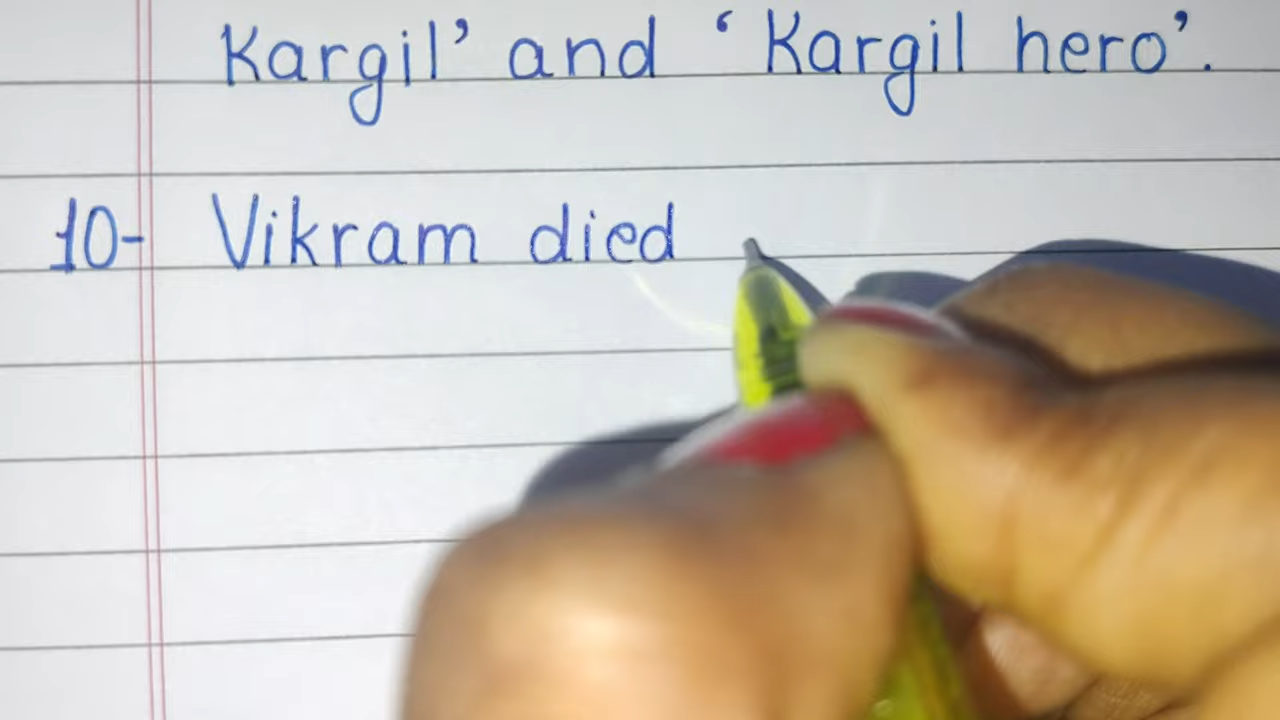 Kargil’ and ‘Kargil hero’.
10- Vikram died